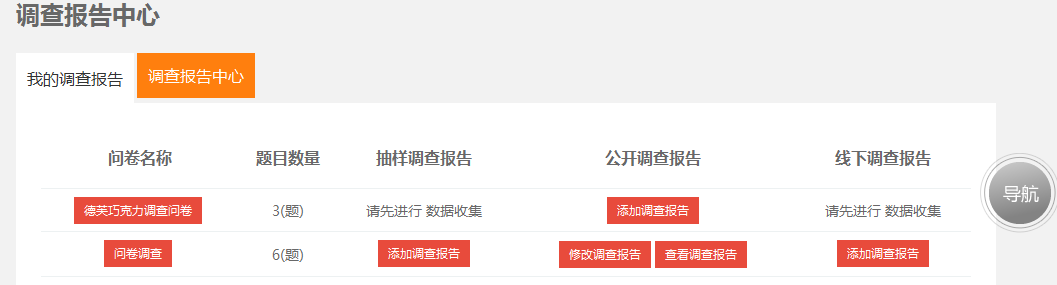 调查报告中心
我的调查报告 调查报告中心
问卷名称 题目数量 抽样调查报告 公开调查报告 线下调查报告
导航
德芙巧克力调查问卷 3(题) 请先进行 数据收集 添加调查报告 请先进行 数据收集
问卷调查 6(题) 添加调查报告 修改调查报告 查看调查报告 添加调查报告